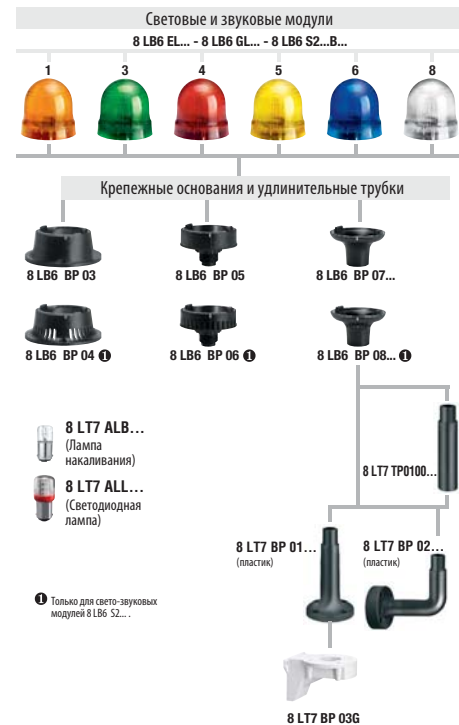 Световые и звуковые модули
8 LB6 EL... - 8 LB6 GL... - 8 LB6 S2...B...
1 3 4 5 6 8
Крепежные основания и удлинительные трубки
8 LB6 BP 03 8 LB6 BP 05 8 LB6 BP 07...
8 LB6 BP 04 ❶ 8 LB6 BP 06 ❶ 8 LB6 BP 08... ❶
8 LT7 ALB...
(Лампа
накаливания)
8 LT7 ALL...
(Светодиодная
лампа)
8 LT7 TP0100...
8 LT7 BP 01... 8 LT7 BP 02...
(пластик) (пластик)
❶ Только для свето-звуковых
модулей 8 LB6 S2... .
8 LT7 BP 03G